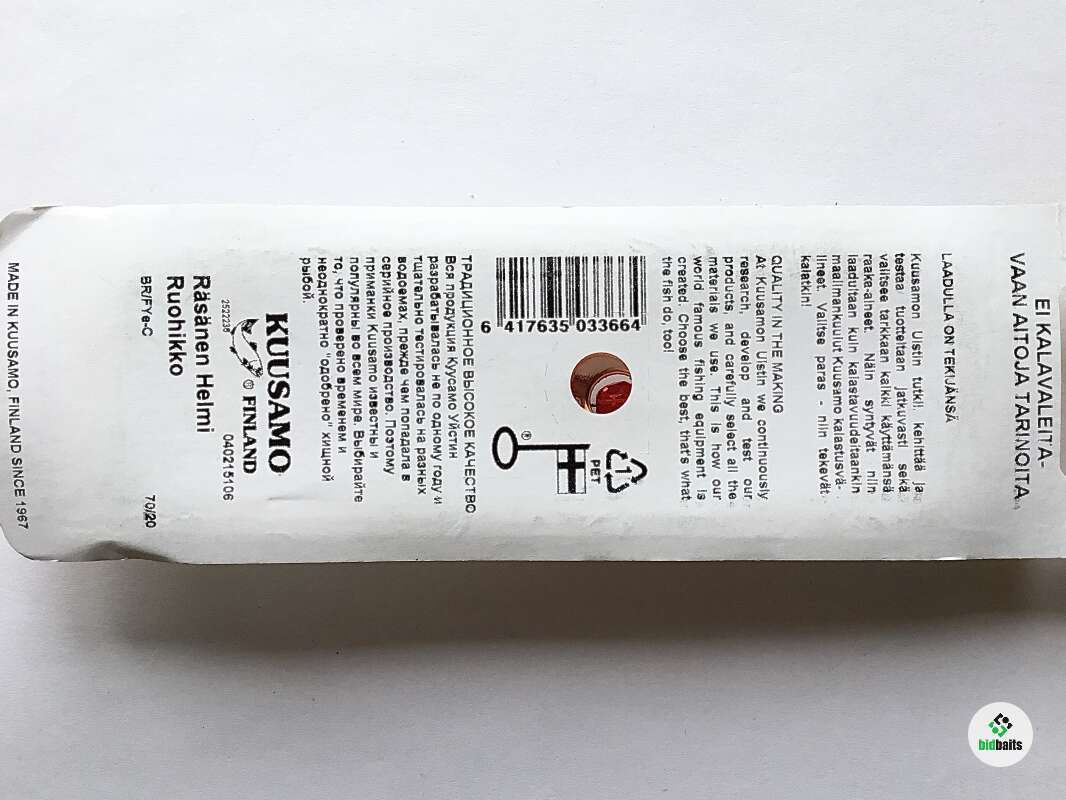 EI KALAVALEITA-
VAAN AITOJA TARINOITA
LAADULLA ON TEKIJÄNSÄ
Kuusamon Uistin tutkii, kehittää ja
testaa tuotteitaan jatkuvasti sekä
valitsee tarkkaan kaikki käyttämänsä
raaka-aineet. Näin syntyvät niin
laadultaan kuin kalastavuudeltaankin
maailmankuulut Kuusamo kalastusvä-
lineet. Valitse paras - niin tekevät
kalatkin!
QUALITY IN THE MAKING
At Kuusamon Uistin we continuously
research, develop and test our
products, and carefully select all the
materials we use. This is how our
world famous fishing equipment is
created. Choose the best, that's what
the fish do too!
1
PET
®
6 417635 033664
ТРАДИЦИОННОЕ ВЫСОКОЕ КАЧЕСТВО
Вся продукция Куусамо Уйстин
разрабатывалась не по одному году и
тщательно тестировалась на разных
водоемах, прежде чем попадала в
серийное производство. Поэтому
приманки Kuusamo известны и
популярны во всем мире. Выбирайте
то, что проверено временем и
неоднократно "одобрено" хищной
рыбой.
KUUSAMO
® FINLAND
2522236
040215106
Räsänen Helmi
Ruohikko
BR/FYe-C
70/20
MADE IN KUUSAMO, FINLAND SINCE 1967
bidbaits